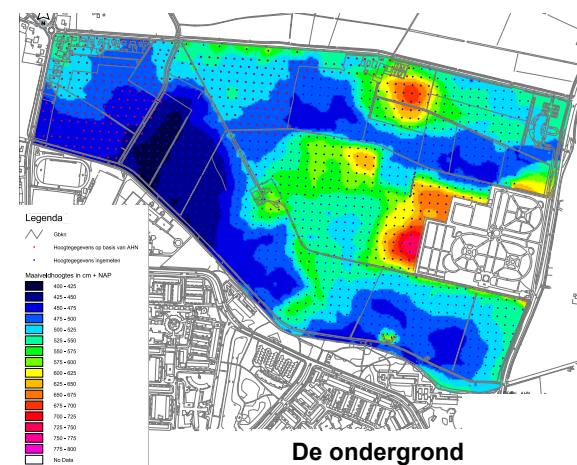 N
Legenda
Gbkn
Hoogtegegevens op basis van AHN
Hoogtegegevens ingemeten
Maaiveldhoogtes in cm + NAP
400 - 425
425 - 450
450 - 475
475 - 500
500 - 525
525 - 550
550 - 575
575 - 600
600 - 625
625 - 650
650 - 675
675 - 700
700 - 725
725 - 750
750 - 775
775 - 800
No Data
De ondergrond